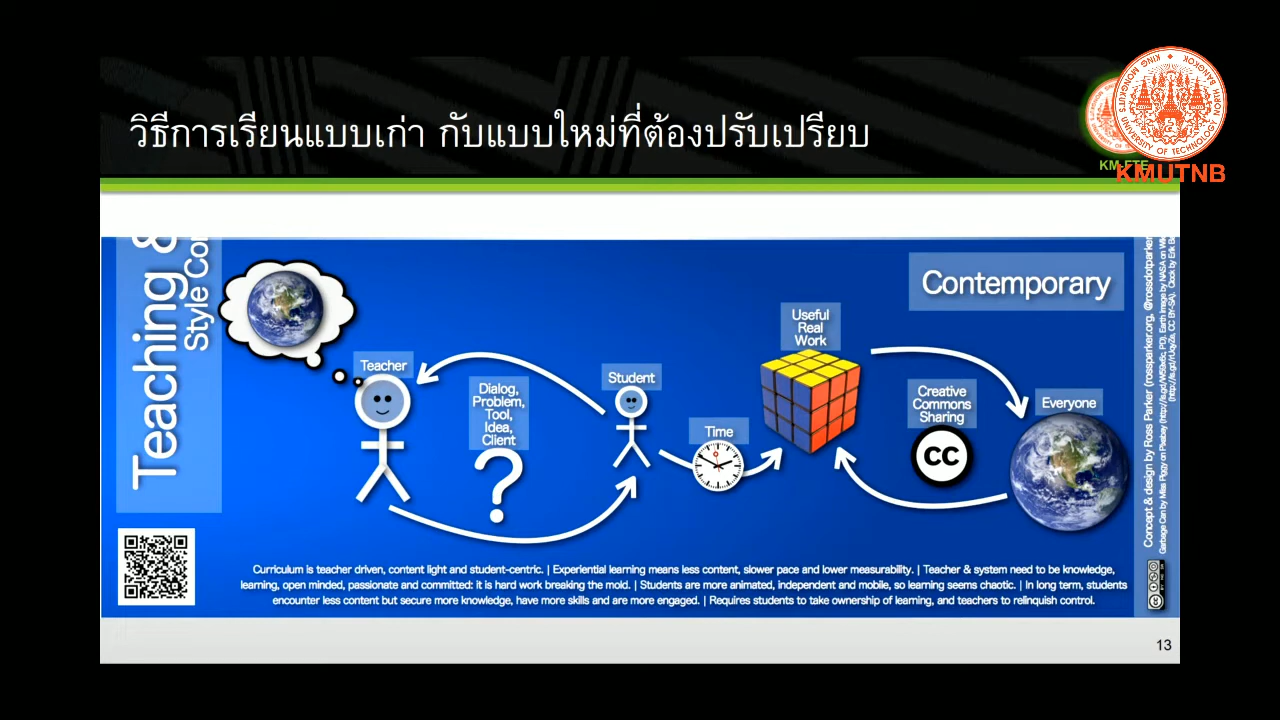 วิธีการเรียนแบบเก่า กับแบบใหม่ที่ต้องปรับเปรียบ
KING MONGKUT'S UNIVERSITY OF TECHNOLOGY NORTH BANGKOK
KMUTNB
Teaching &
Style Co
Contemporary
Teacher
Dialog,
Problem,
Tool,
Idea,
Client
?
Student
Time
Useful
Real
Work
Creative
Commons
Sharing
cc
Everyone
Curriculum is teacher driven, content light and student-centric. | Experiential learning means less content, slower pace and lower measurability. | Teacher & system need to be knowledge,
learning, open minded, passionate and committed: it is hard work breaking the mold. | Students are more animated, independent and mobile, so learning seems chaotic. | In long term, students
encounter less content but secure more knowledge, have more skills and are more engaged. | Requires students to take ownership of learning, and teachers to relinquish control.
Concept & design by Ross Parker (rossparker.org, @rossdotparker
13